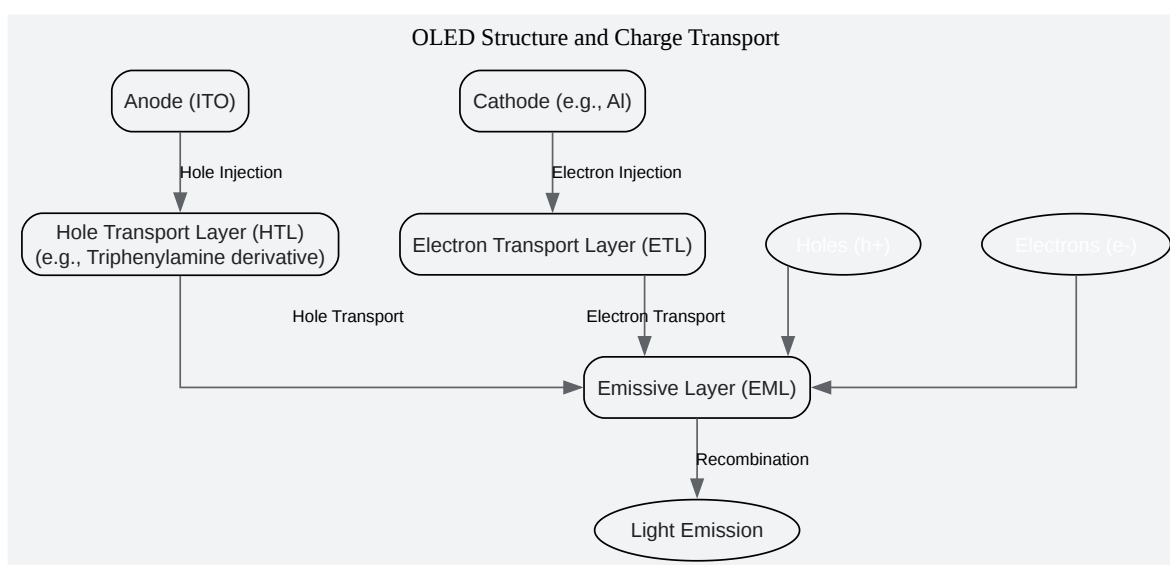 OLED Structure and Charge Transport
Anode (ITO)
Cathode (e.g., Al)
Hole Injection
Electron Injection
Hole Transport Layer (HTL)
(e.g., Triphenylamine derivative)
Electron Transport Layer (ETL)
Holes (h+)
Electrons (e-)
Hole Transport
Electron Transport
Emissive Layer (EML)
Recombination
Light Emission